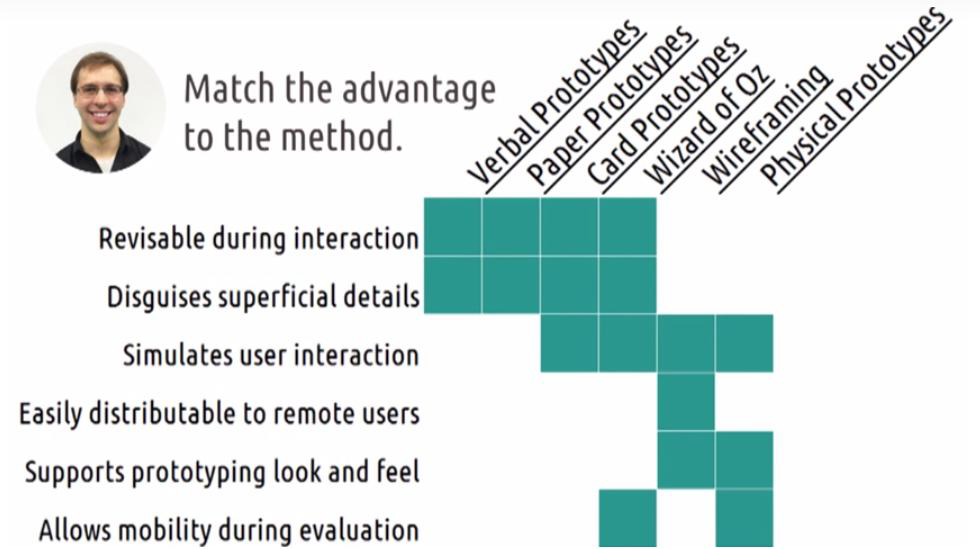 Match the advantage
to the method.
Verbal Prototypes
Paper Prototypes
Card Prototypes
Wizard of Oz
Wireframing
Physical Prototypes
Revisable during interaction
Disguises superficial details
Simulates user interaction
Easily distributable to remote users
Supports prototyping look and feel
Allows mobility during evaluation